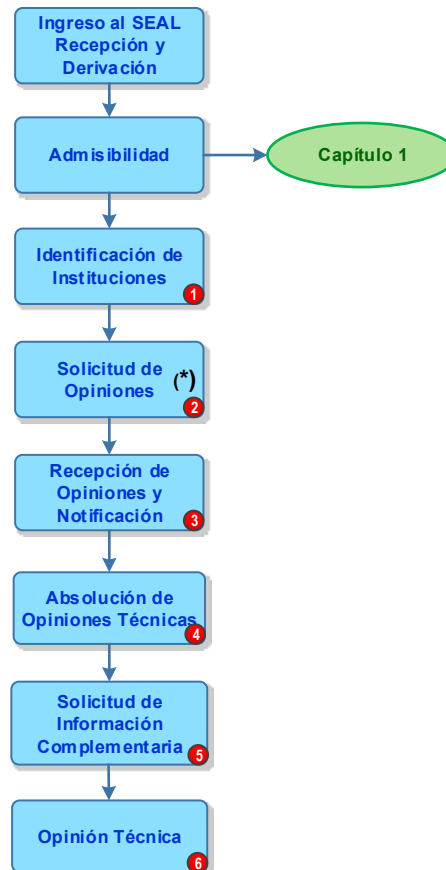 Ingreso al SEAL
Recepción y
Derivación
Admisibilidad
Capítulo 1
Identificación de
Instituciones
1
Solicitud de
Opiniones (*)
2
Recepción de
Opiniones y
Notificación
3
Absolución de
Opiniones Técnicas
4
Solicitud de
Información
Complementaria
5
Opinión Técnica
6